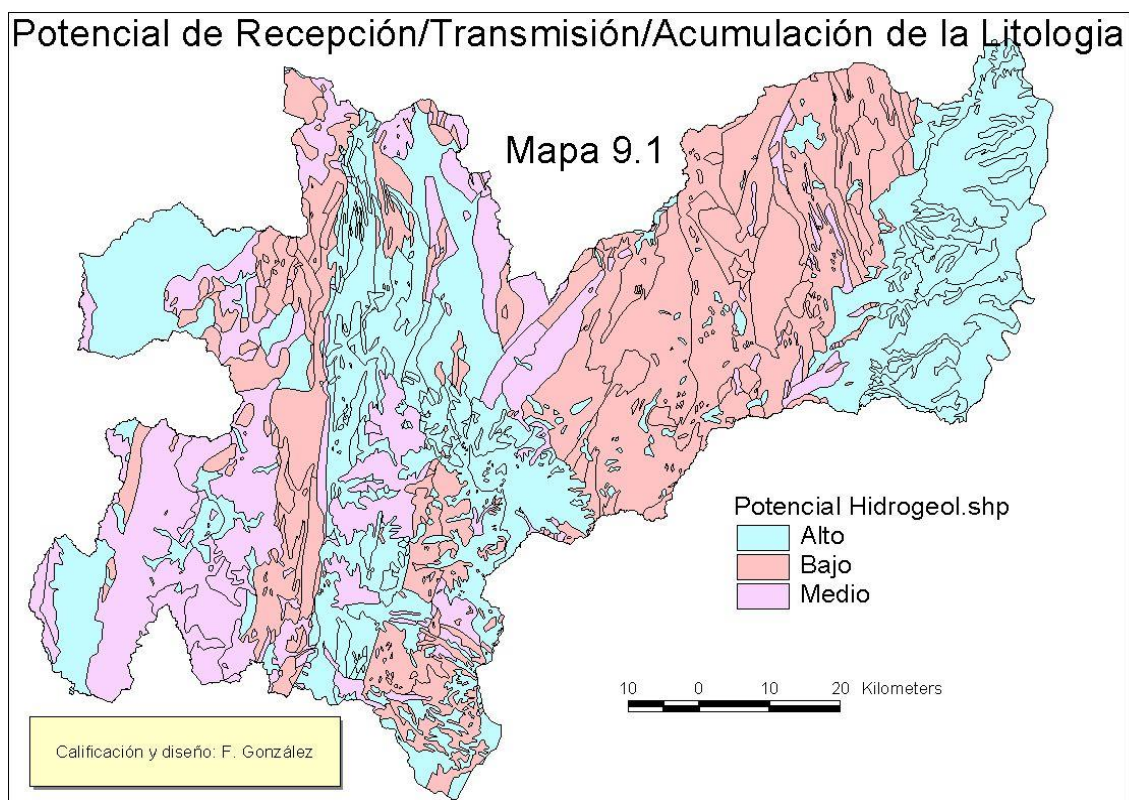 Potencial de Recepción/Transmisión/Acumulación de la Litologia
Mapa 9.1
Potencial Hidrogeol.shp
Alto
Bajo
Medio
10 0 10 20 Kilometers
Calificación y diseño: F. González